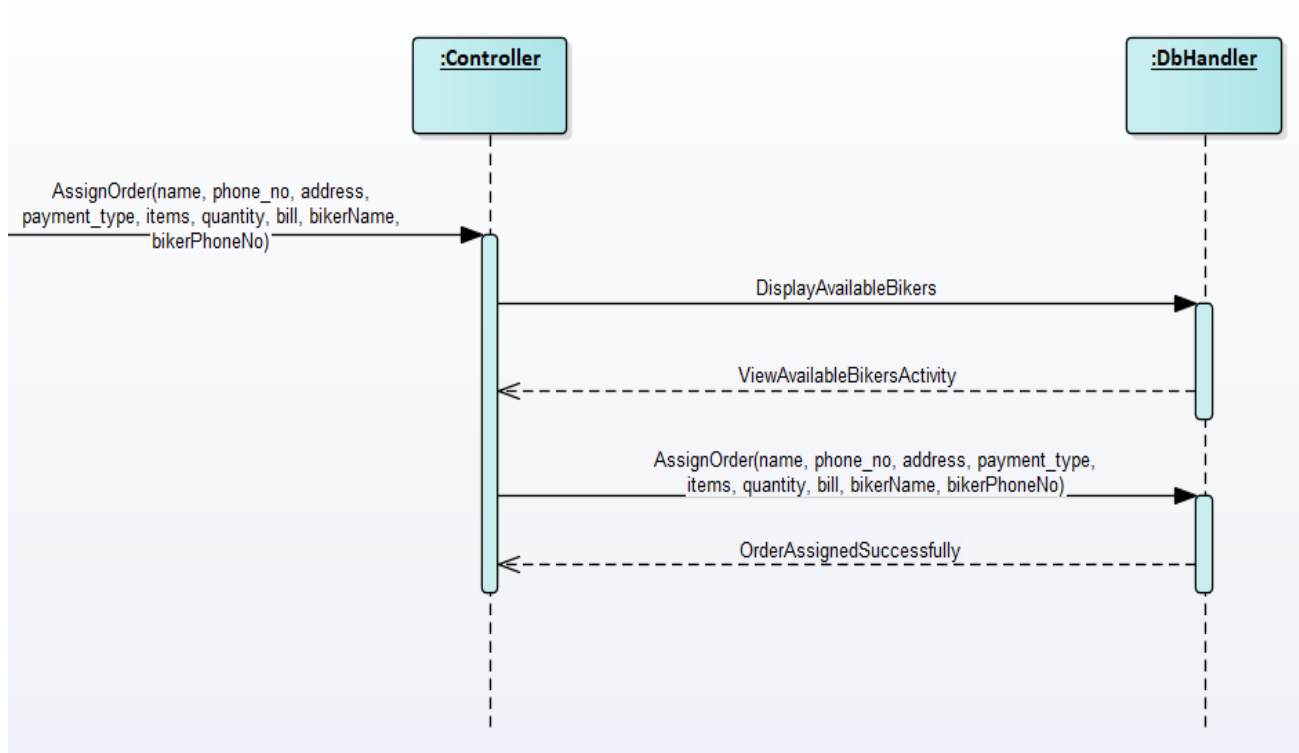 :Controller
:DbHandler
AssignOrder(name, phone_no, address,
payment_type, items, quantity, bill, bikerName,
bikerPhoneNo)
DisplayAvailableBikers
ViewAvailableBikersActivity
AssignOrder(name, phone_no, address, payment_type,
items, quantity, bill, bikerName, bikerPhoneNo)
OrderAssignedSuccessfully